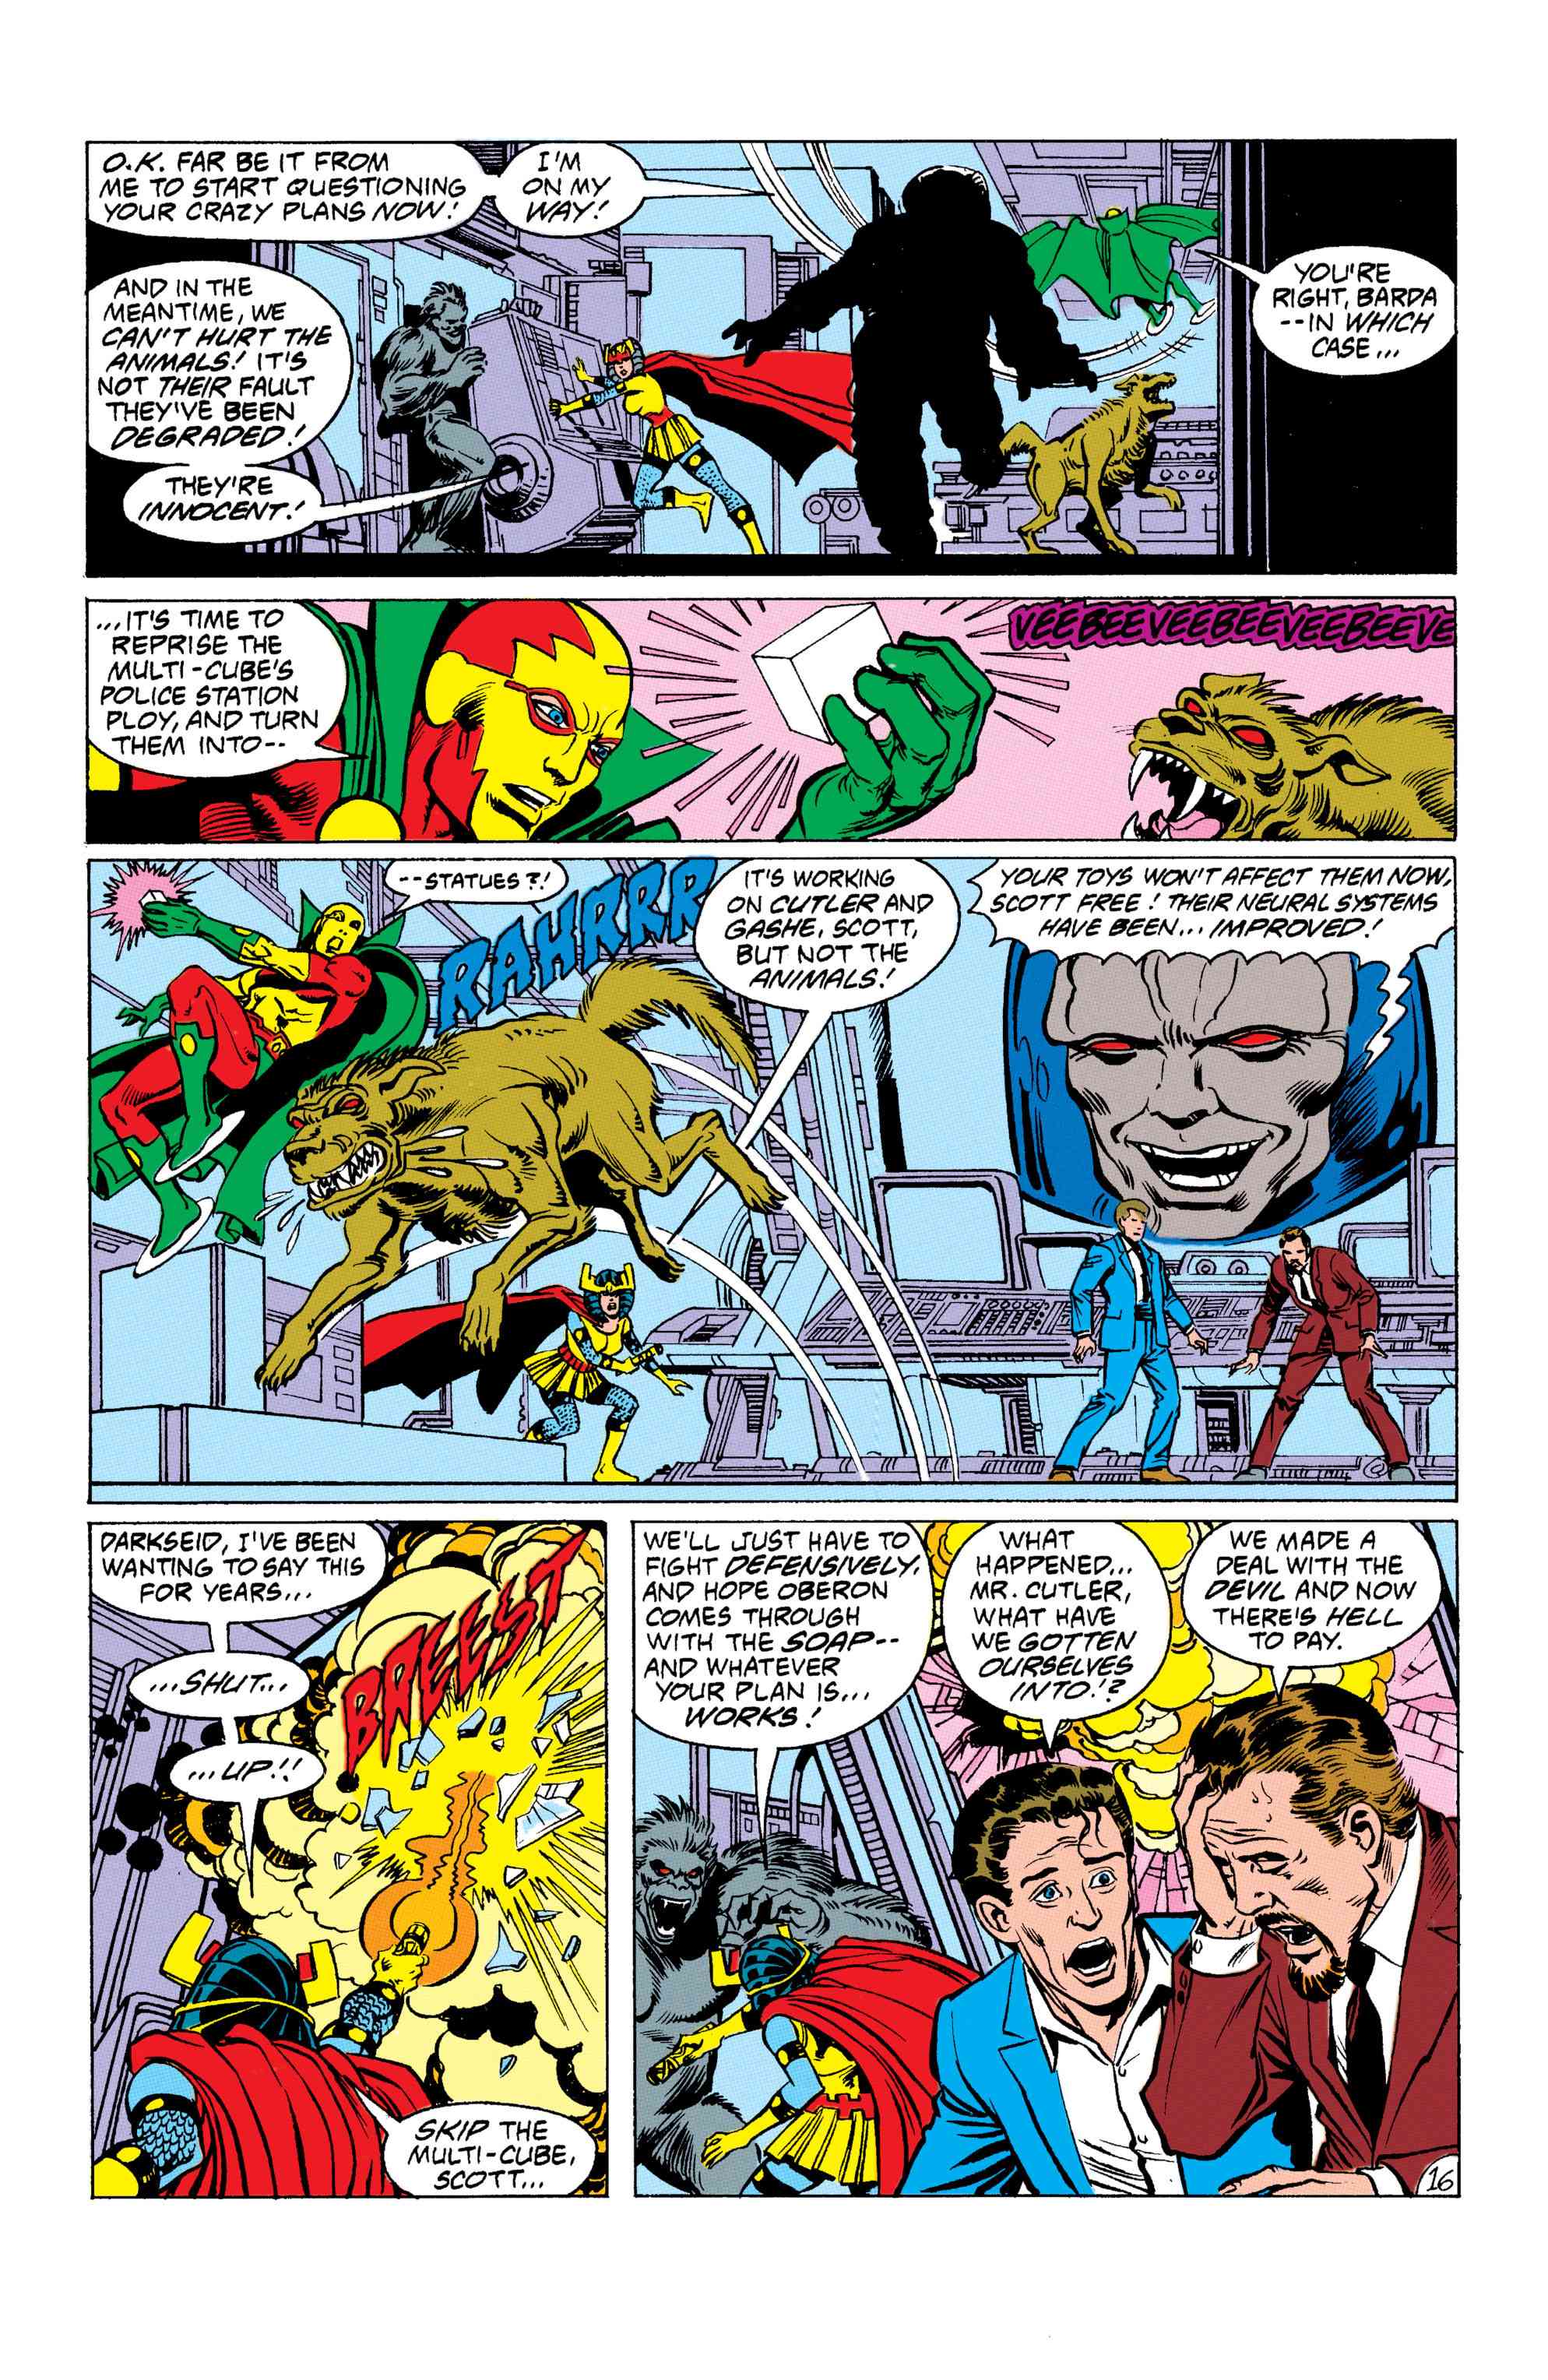 O.K. FAR BE IT FROM
ME TO START QUESTIONING
YOUR CRAZY PLANS NOW!
I'M
ON MY
WAY!
AND IN THE
MEANTIME, WE
CAN'T HURT THE
ANIMALS! IT'S
NOT THEIR FAULT
THEY'VE BEEN
DEGRADED!
THEY'RE
INNOCENT!
YOU'RE
RIGHT, BARDA
--IN WHICH
CASE...
...IT'S TIME TO
REPRISE THE
MULTI-CUBE'S
POLICE STATION
PLOY, AND TURN
THEM INTO--
VEEBEEVEEBEEVEEBEEVE
--STATUES?!
RAHRRR
IT'S WORKING
ON CUTLER AND
GASHE, SCOTT,
BUT NOT THE
ANIMALS!
YOUR TOYS WON'T AFFECT THEM NOW,
SCOTT FREE! THEIR NEURAL SYSTEMS
HAVE BEEN... IMPROVED!
DARKSEID, I'VE BEEN
WANTING TO SAY THIS
FOR YEARS...
...SHUT...
...UP!!
BREEST
SKIP THE
MULTI-CUBE,
SCOTT...
WE'LL JUST HAVE TO
FIGHT DEFENSIVELY,
AND HOPE OBERON
COMES THROUGH
WITH THE SOAP--
AND WHATEVER
YOUR PLAN IS...
WORKS!
WHAT
HAPPENED...
MR. CUTLER,
WHAT HAVE
WE GOTTEN
OURSELVES
INTO!?
WE MADE A
DEAL WITH THE
DEVIL AND NOW
THERE'S HELL
TO PAY.
16